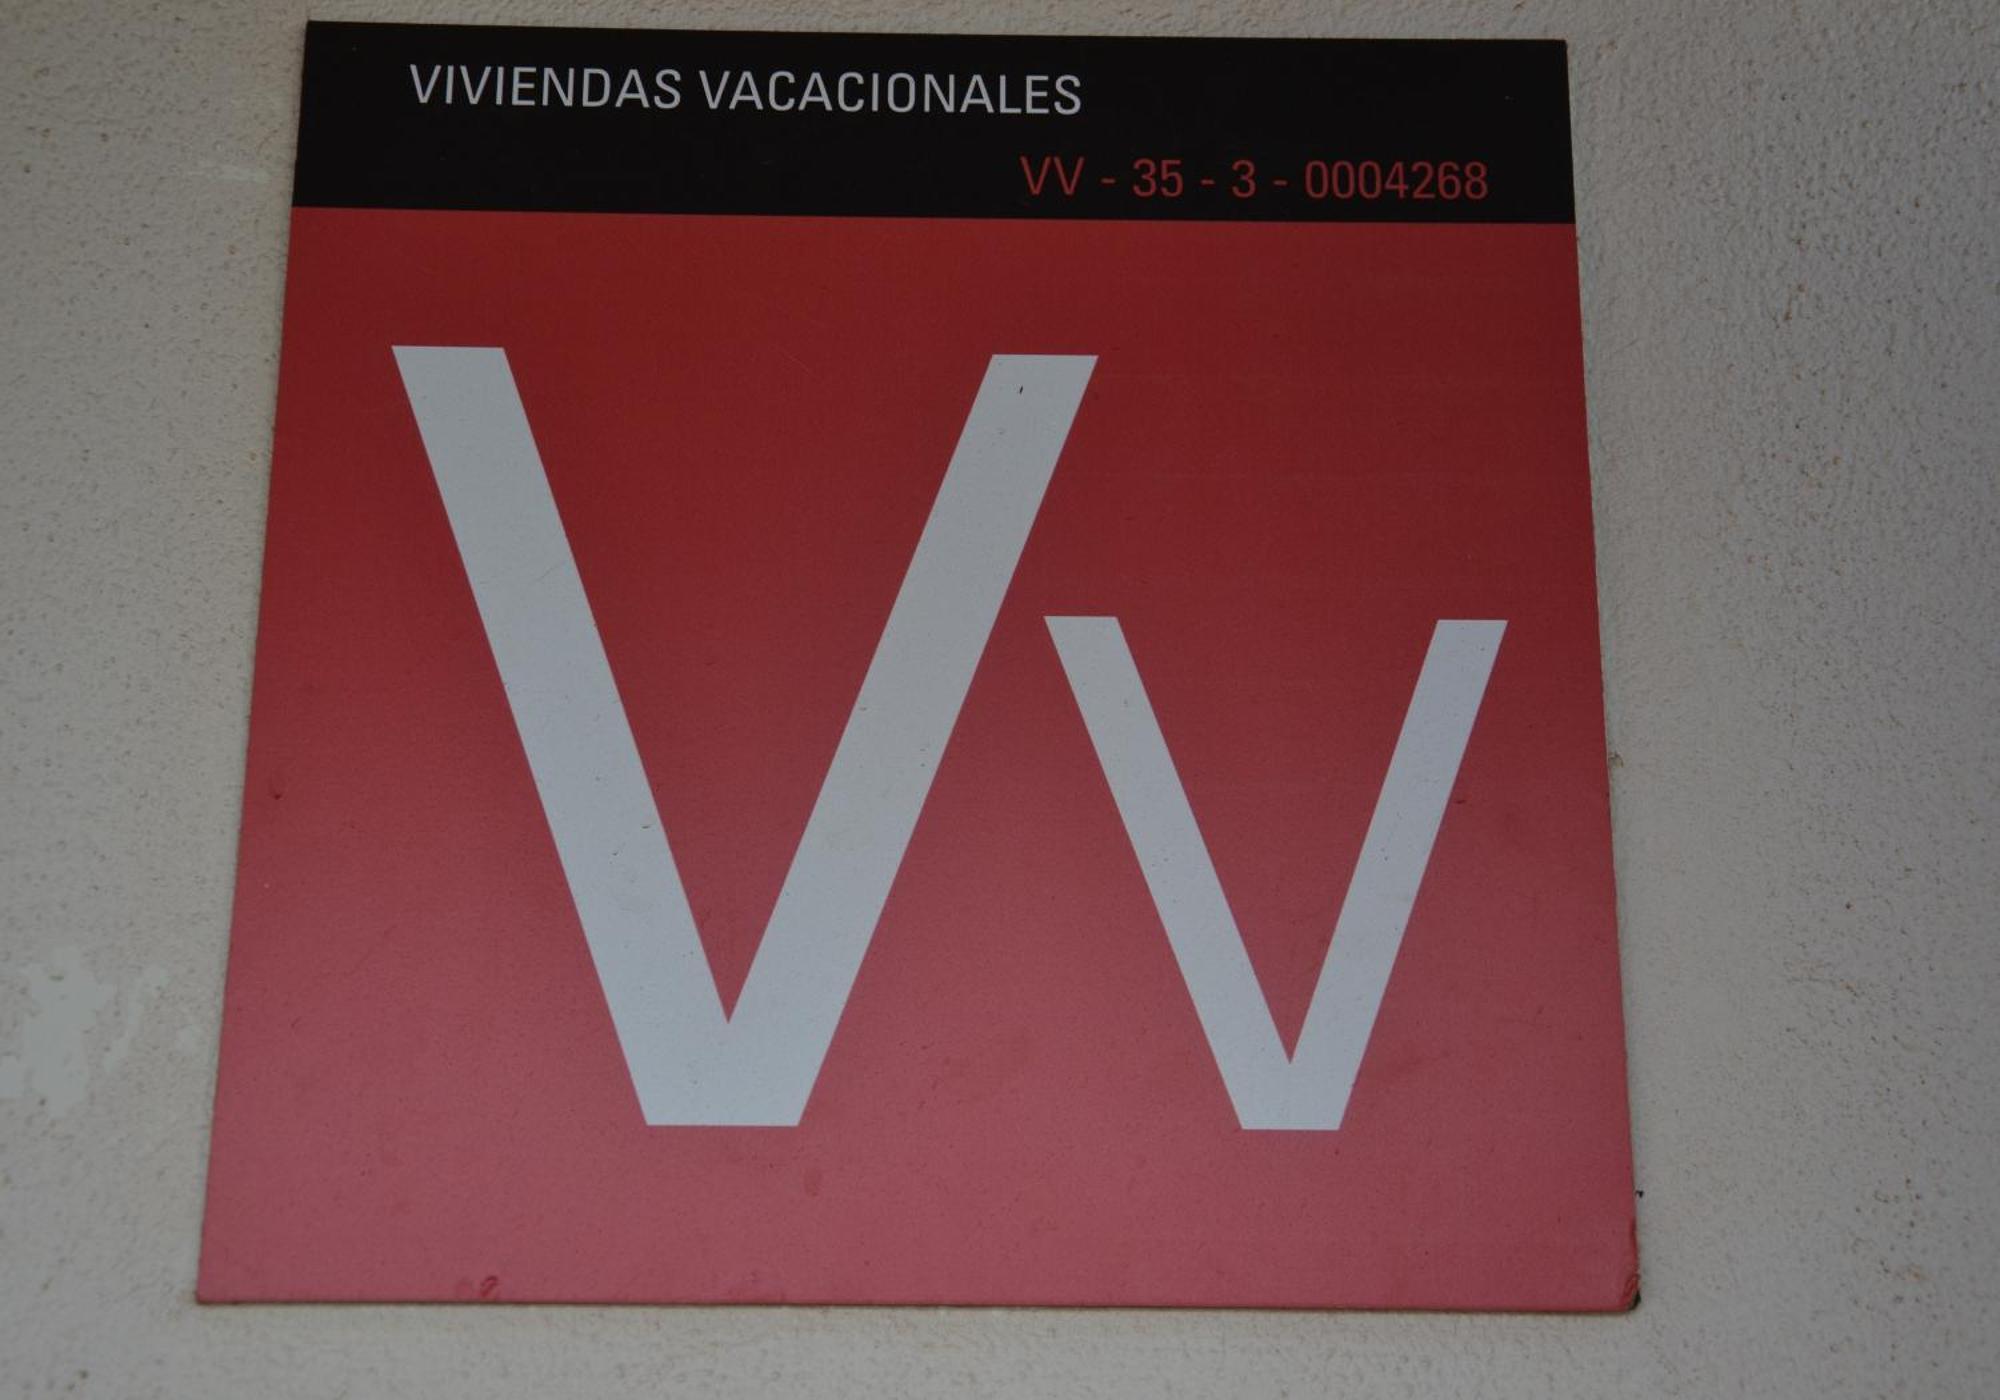 VIVIENDAS VACACIONALES
VV - 35 - 3 - 0004268
Vv